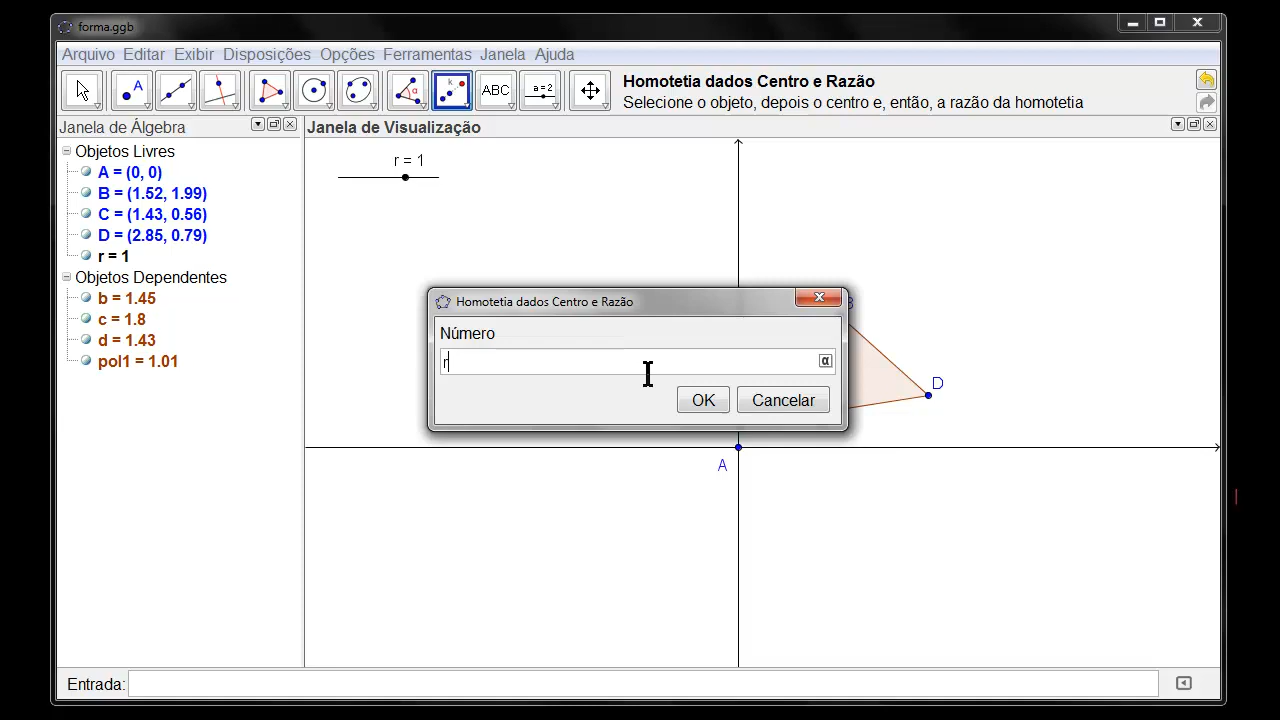 forma.ggb
Arquivo Editar Exibir Disposições Opções Ferramentas Janela Ajuda
A
α
k
ABC
a=2
Homotetia dados Centro e Razão
Selecione o objeto, depois o centro e, então, a razão da homotetia
Janela de Álgebra
Janela de Visualização
Objetos Livres
A = (0, 0)
B = (1.52, 1.99)
C = (1.43, 0.56)
D = (2.85, 0.79)
r = 1
Objetos Dependentes
b = 1.45
c = 1.8
d = 1.43
pol1 = 1.01
r = 1
Homotetia dados Centro e Razão
Número
r
α
OK
Cancelar
B
D
A
Entrada: